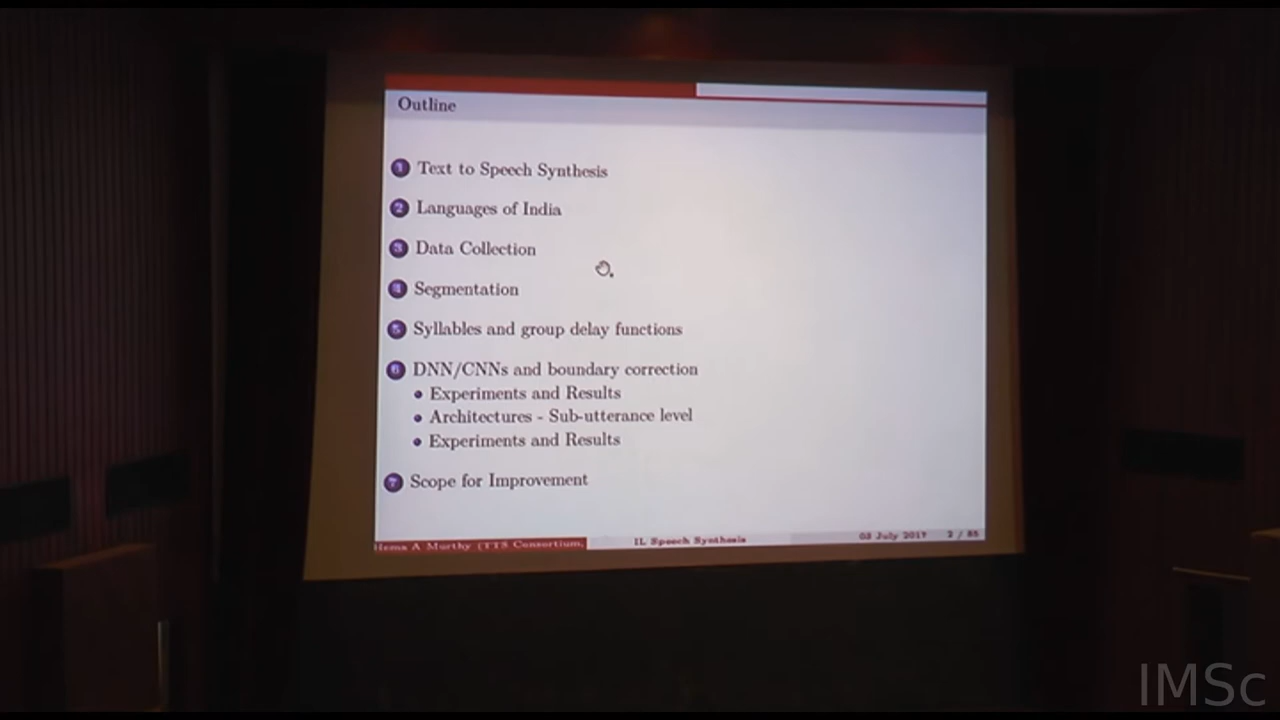 Outline
1 Text to Speech Synthesis
2 Languages of India
3 Data Collection
4 Segmentation
5 Syllables and group delay functions
6 DNN/CNNs and boundary correction
• Experiments and Results
• Architectures - Sub-utterance level
• Experiments and Results
7 Scope for Improvement
Hema A Murthy (TTS Consortium, IL Speech Synthesis 03 July 2017 2 / 85
IMSc